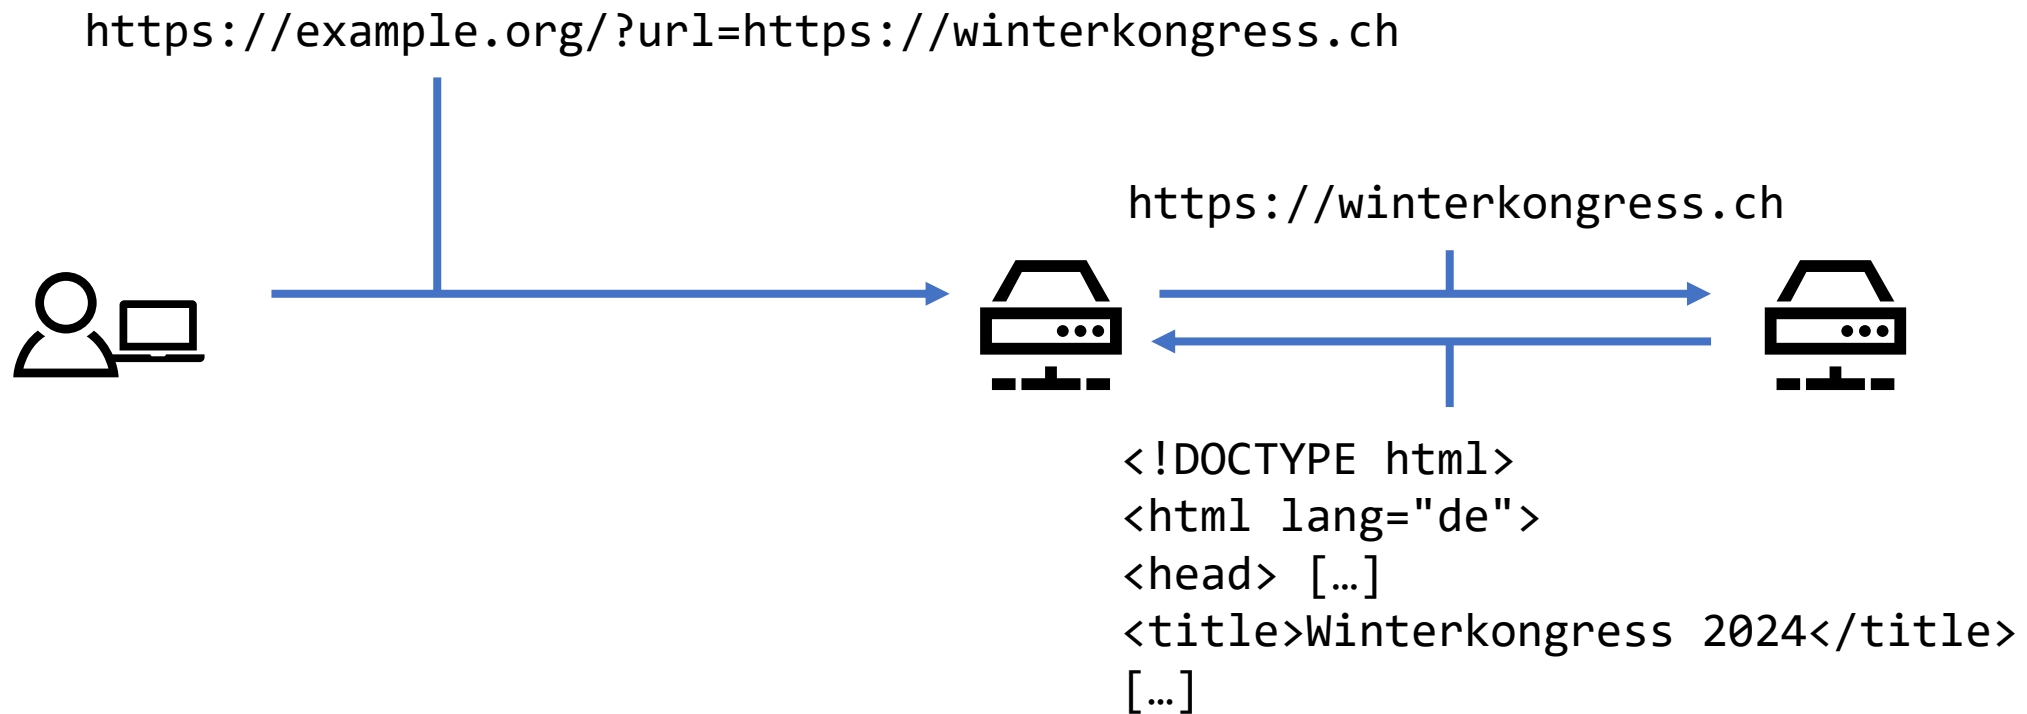 https://example.org/?url=https://winterkongress.ch
https://winterkongress.ch
<!DOCTYPE html>
<html lang="de">
<head> […]
<title>Winterkongress 2024</title>
[…]